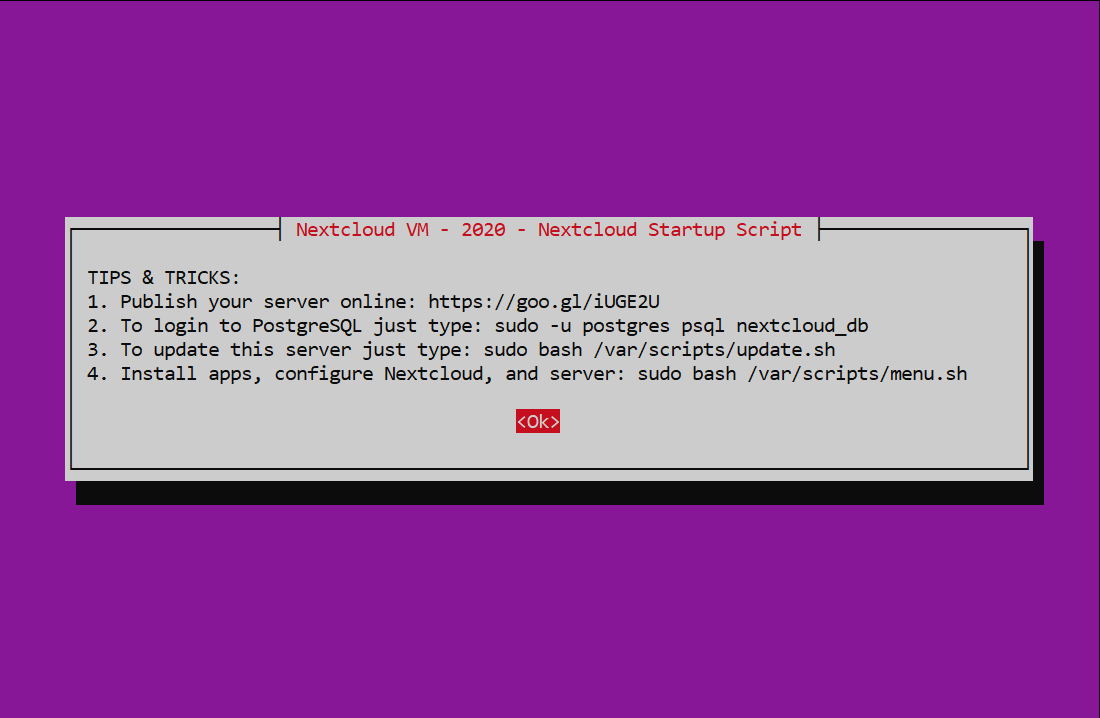 Nextcloud VM - 2020 - Nextcloud Startup Script
TIPS & TRICKS:
1. Publish your server online: https://goo.gl/iUGE2U
2. To login to PostgreSQL just type: sudo -u postgres psql nextcloud_db
3. To update this server just type: sudo bash /var/scripts/update.sh
4. Install apps, configure Nextcloud, and server: sudo bash /var/scripts/menu.sh
<Ok>